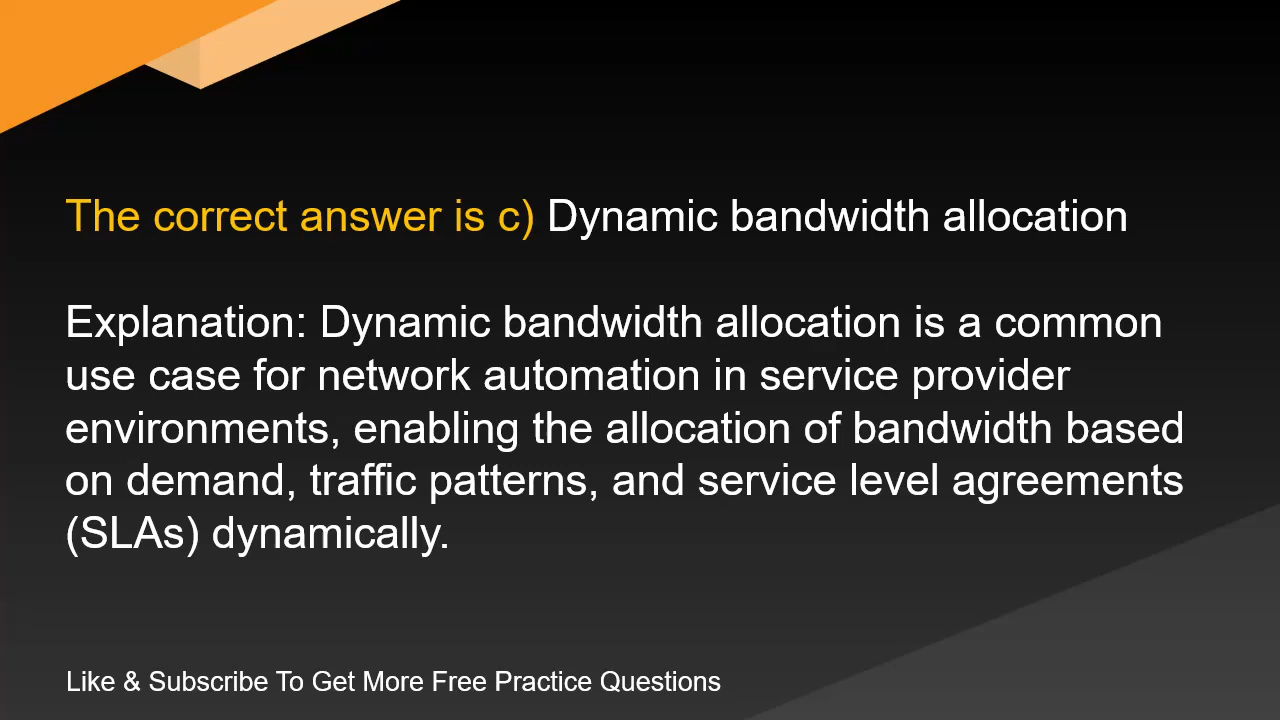 The correct answer is c) Dynamic bandwidth allocation
Explanation: Dynamic bandwidth allocation is a common
use case for network automation in service provider
environments, enabling the allocation of bandwidth based
on demand, traffic patterns, and service level agreements
(SLAs) dynamically.
Like & Subscribe To Get More Free Practice Questions